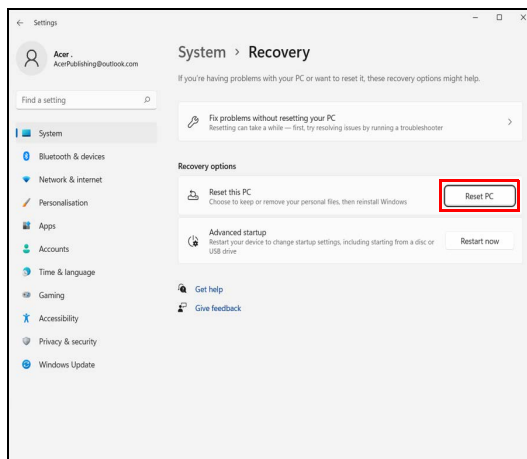 Settings
Acer .
AcerPublishing@outlook.com
Find a setting
System
Bluetooth & devices
Network & internet
Personalisation
Apps
Accounts
Time & language
Gaming
Accessibility
Privacy & security
Windows Update
System > Recovery
If you're having problems with your PC or want to reset it, these recovery options might help.
Fix problems without resetting your PC
Resetting can take a while — first, try resolving issues by running a troubleshooter
Recovery options
Reset this PC
Choose to keep or remove your personal files, then reinstall Windows
Reset PC
Advanced startup
Restart your device to change startup settings, including starting from a disc or
USB drive
Restart now
Get help
Give feedback